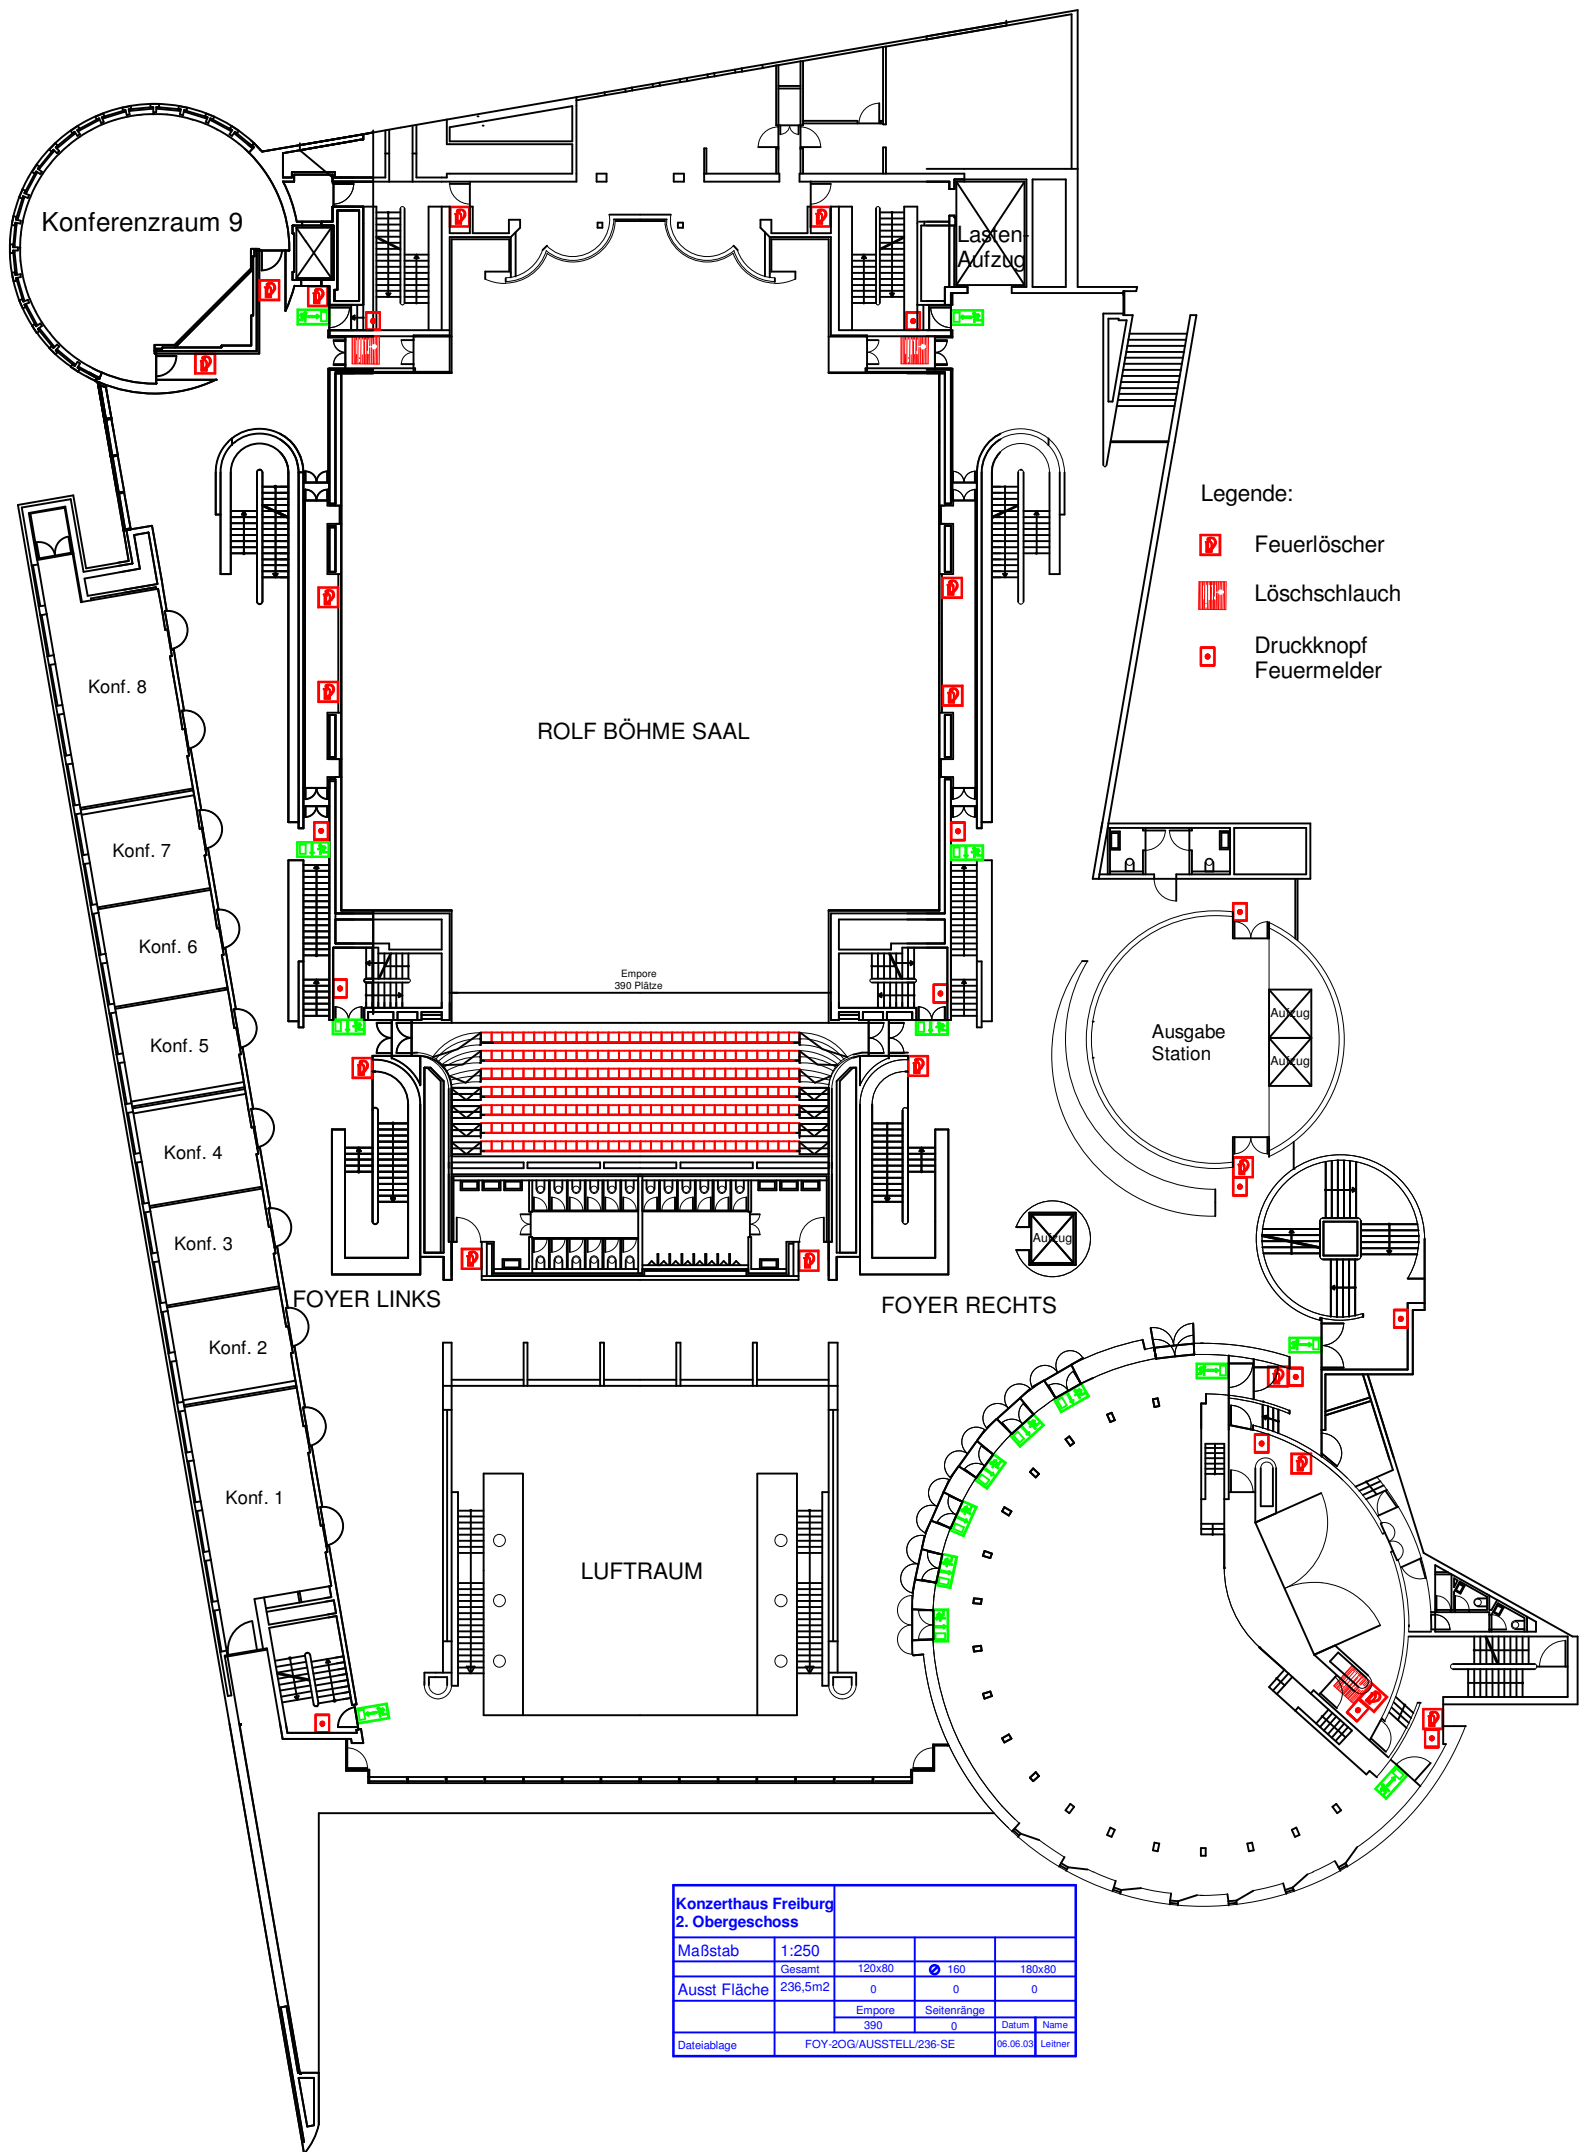 Konferenzraum 9
Lasten-
Aufzug
Legende:
Feuerlöscher
Löschschlauch
Druckknopf
Feuermelder
Konf. 8
ROLF BÖHME SAAL
Konf. 7
Konf. 6
Empore
390 Plätze
Konf. 5
Ausgabe
Station
Aufzug
Aufzug
Konf. 4
Konf. 3
Aufzug
FOYER LINKS
FOYER RECHTS
Konf. 2
Konf. 1
LUFTRAUM
Konzerthaus Freiburg
2. Obergeschoss
Maßstab 1:250
Gesamt 120x80 160 180x80
Ausst Fläche 236,5m2 0 0 0
Empore Seitenränge
390 0 Datum Name
Dateiablage FOY-2OG/AUSSTELL/236-SE 06.06.03 Leitner